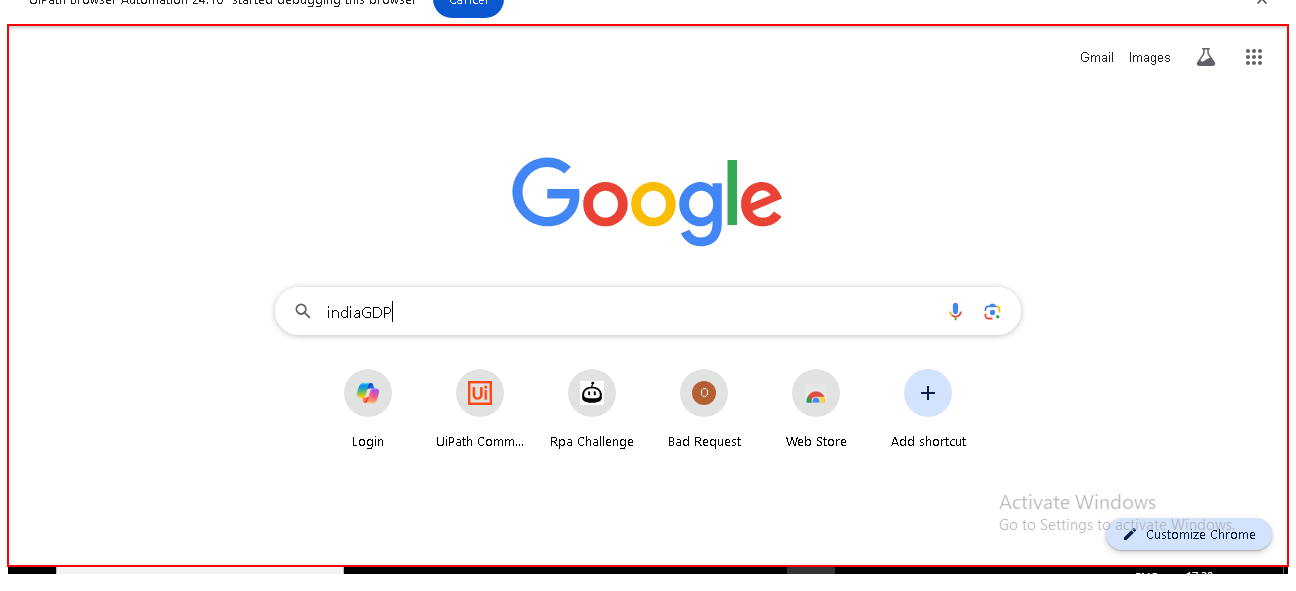 UiPath Browser Automation 24.10" started debugging this browser
Cancel
Gmail
Images
Google
indiaGDP
Ui
O
Login
UiPath Comm...
Rpa Challenge
Bad Request
Web Store
Add shortcut
Activate Windows
Go to Settings to activate Windows.
Customize Chrome